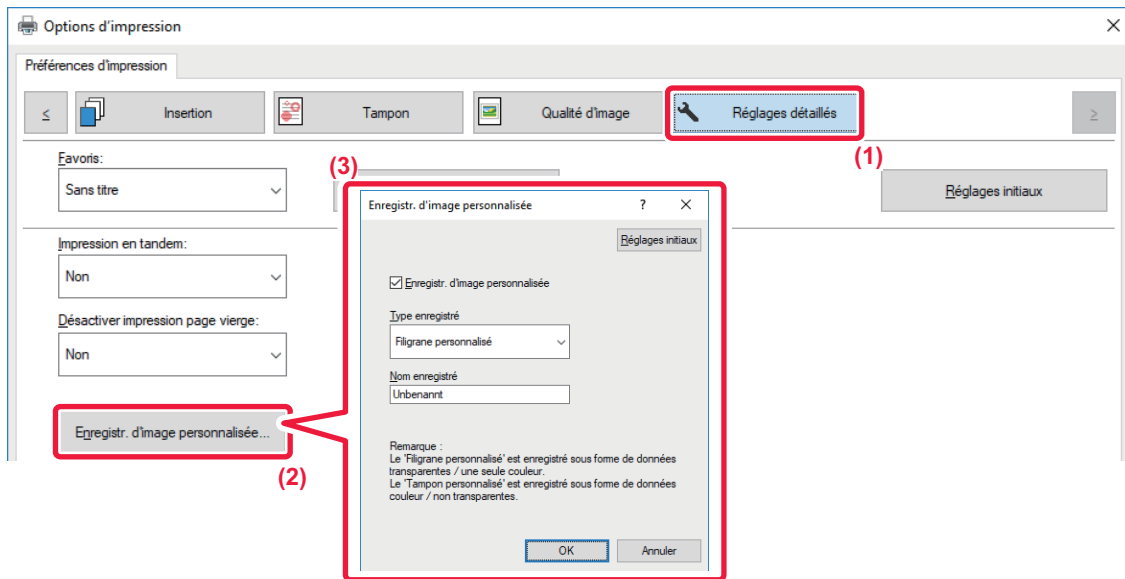 Options d'impression
Préférences d'impression
≤
Insertion
Tampon
Qualité d'image
Réglages détaillés
≥
(1)
Favoris:
Sans titre
Réglages initiaux
Impression en tandem:
Non
Désactiver impression page vierge:
Non
Enregistr. d'image personnalisée...
(2)
(3)
Enregistr. d'image personnalisée
?
Réglages initiaux
Enregistr. d'image personnalisée
Type enregistré
Filigrane personnalisé
Nom enregistré
Unbenannt
Remarque :
Le 'Filigrane personnalisé' est enregistré sous forme de données
transparentes / une seule couleur.
Le 'Tampon personnalisé' est enregistré sous forme de données
couleur / non transparentes.
OK
Annuler